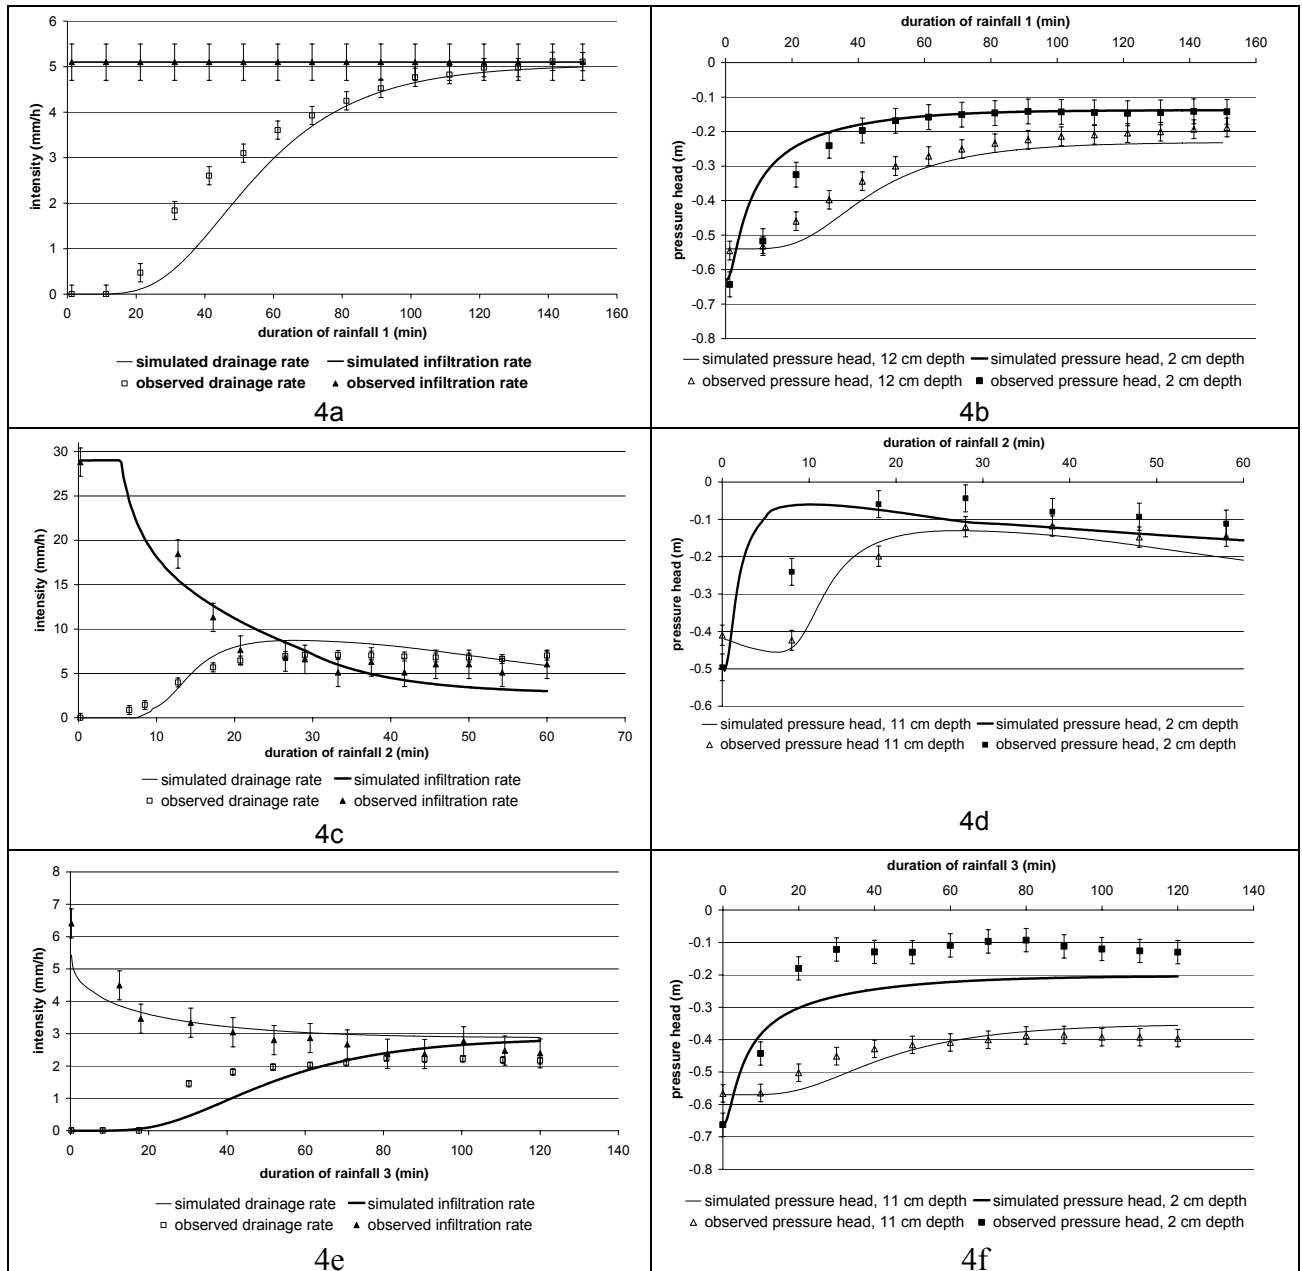 6
5
4
3
2
1
0
intensity (mm/h)
0 20 40 60 80 100 120 140 160
duration of rainfall 1 (min)
simulated drainage rate simulated infiltration rate
observed drainage rate observed infiltration rate
4a
duration of rainfall 1 (min)
0 20 40 60 80 100 120 140 160
0
-0.1
-0.2
-0.3
-0.4
-0.5
-0.6
-0.7
-0.8
pressure head (m)
simulated pressure head, 12 cm depth simulated pressure head, 2 cm depth
observed pressure head, 12 cm depth observed pressure head, 2 cm depth
4b
30
25
20
15
10
5
0
intensity (mm/h)
0 10 20 30 40 50 60 70
duration of rainfall 2 (min)
simulated drainage rate simulated infiltration rate
observed drainage rate observed infiltration rate
4c
duration of rainfall 2 (min)
0 10 20 30 40 50 60
0
-0.1
-0.2
-0.3
-0.4
-0.5
-0.6
pressure head (m)
simulated pressure head, 11 cm depth simulated pressure head, 2 cm depth
observed pressure head 11 cm depth observed pressure head, 2 cm depth
4d
8
7
6
5
4
3
2
1
0
intensity (mm/h)
0 20 40 60 80 100 120 140
duration of rainfall 3 (min)
simulated drainage rate simulated infiltration rate
observed drainage rate observed infiltration rate
4e
duration of rainfall 3 (min)
0 20 40 60 80 100 120 140
0
-0.1
-0.2
-0.3
-0.4
-0.5
-0.6
-0.7
-0.8
pressure head (m)
simulated pressure head, 11 cm depth simulated pressure head, 2 cm depth
observed pressure head, 11 cm depth observed pressure head, 2 cm depth
4f